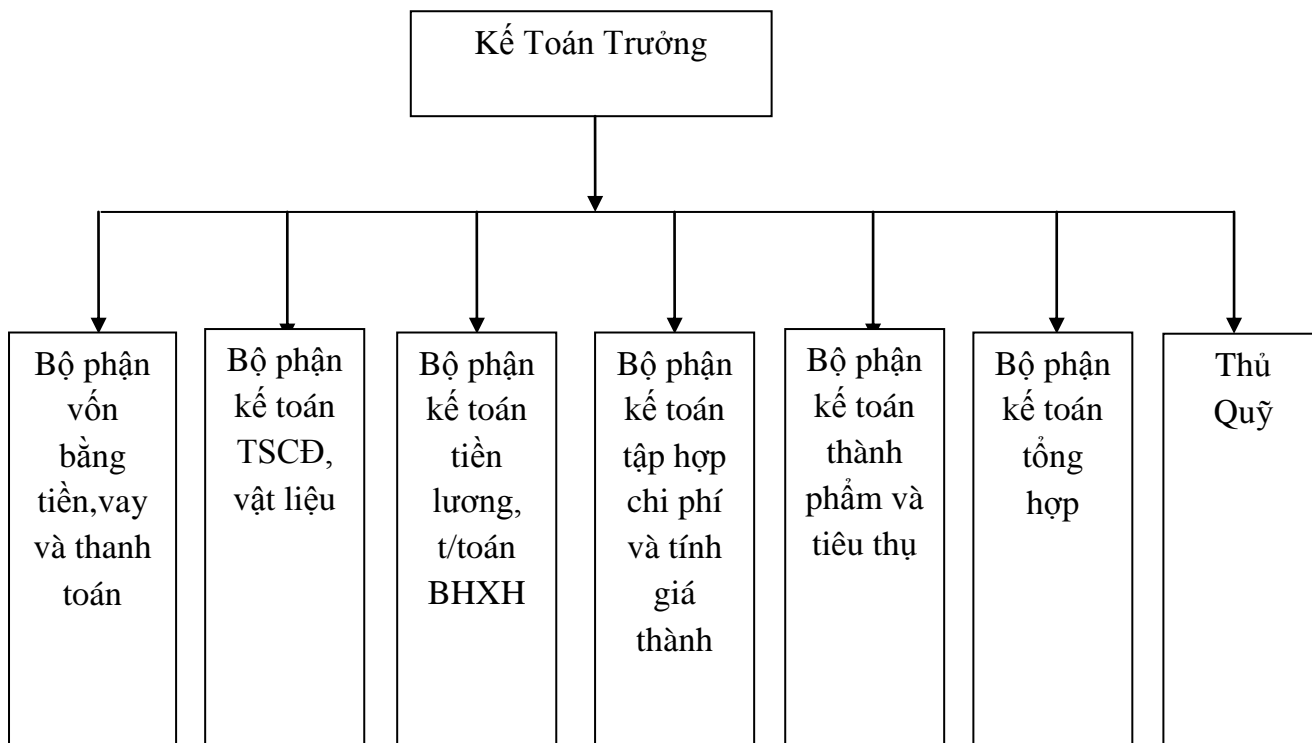 Kế Toán Trưởng
Bộ phận
vốn
bằng
tiền,vay
và thanh
toán
Bộ phận
kế toán
TSCĐ,
vật liệu
Bộ phận
kế toán
tiền
lương,
t/toán
BHXH
Bộ phận
kế toán
tập hợp
chi phí
và tính
giá
thành
Bộ phận
kế toán
thành
phẩm và
tiêu thụ
Bộ phận
kế toán
tổng
hợp
Thủ
Quỹ